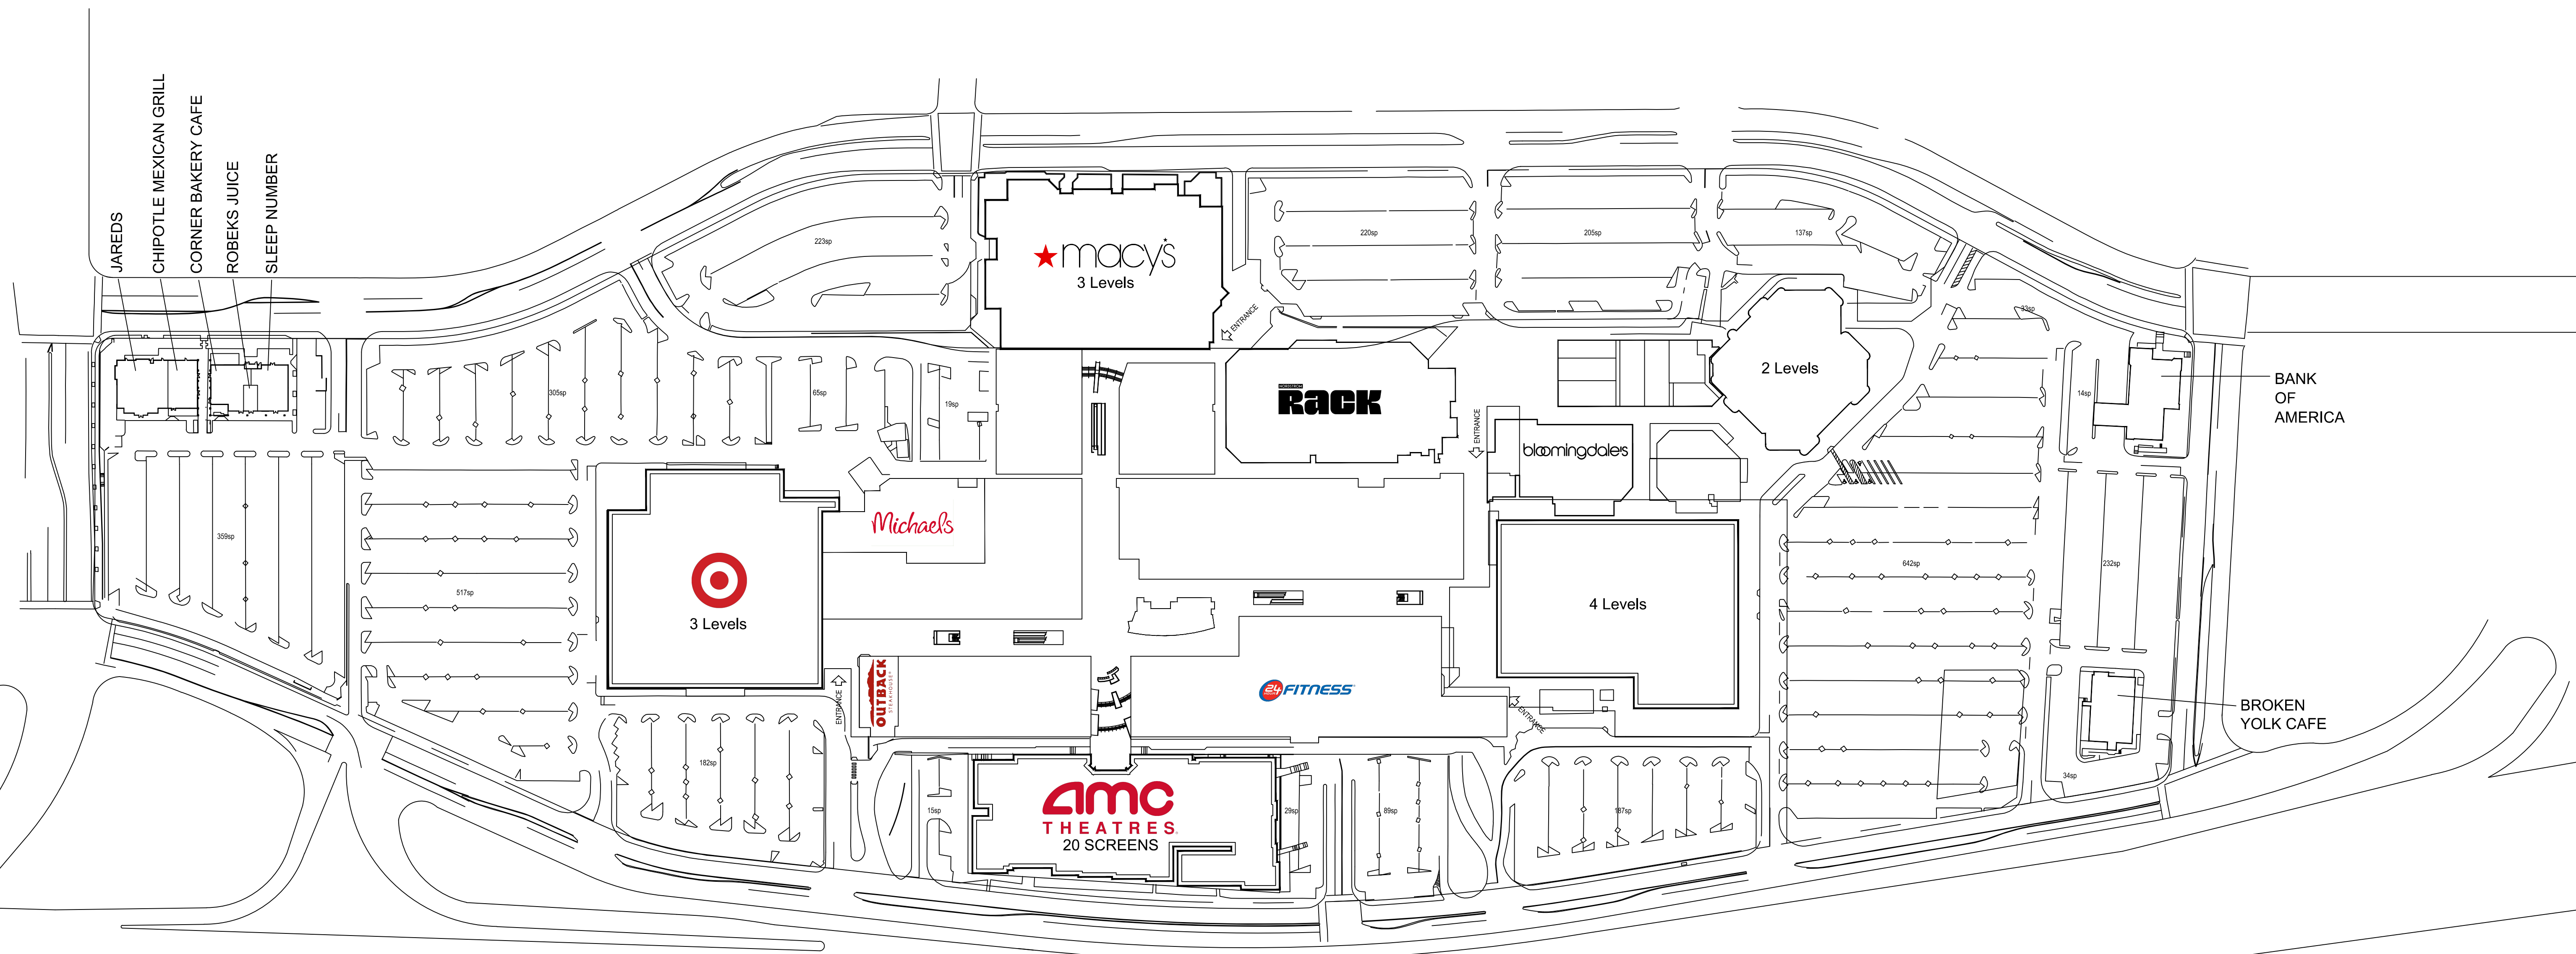 JAREDS
CHIPOTLE MEXICAN GRILL
CORNER BAKERY CAFE
ROBEKS JUICE
SLEEP NUMBER
223sp
macy's
3 Levels
ENTRANCE
220sp
205sp
137sp
33sp
305sp
65sp
19sp
NORDSTROM
Rack
ENTRANCE
bloomingdale's
2 Levels
14sp
BANK
OF
AMERICA
359sp
517sp
3 Levels
Michaels
4 Levels
642sp
232sp
ENTRANCE
OUTBACK
STEAKHOUSE
24
FITNESS
ENTRANCE
BROKEN
YOLK CAFE
34sp
182sp
15sp
amc
THEATRES
20 SCREENS
29sp
89sp
187sp